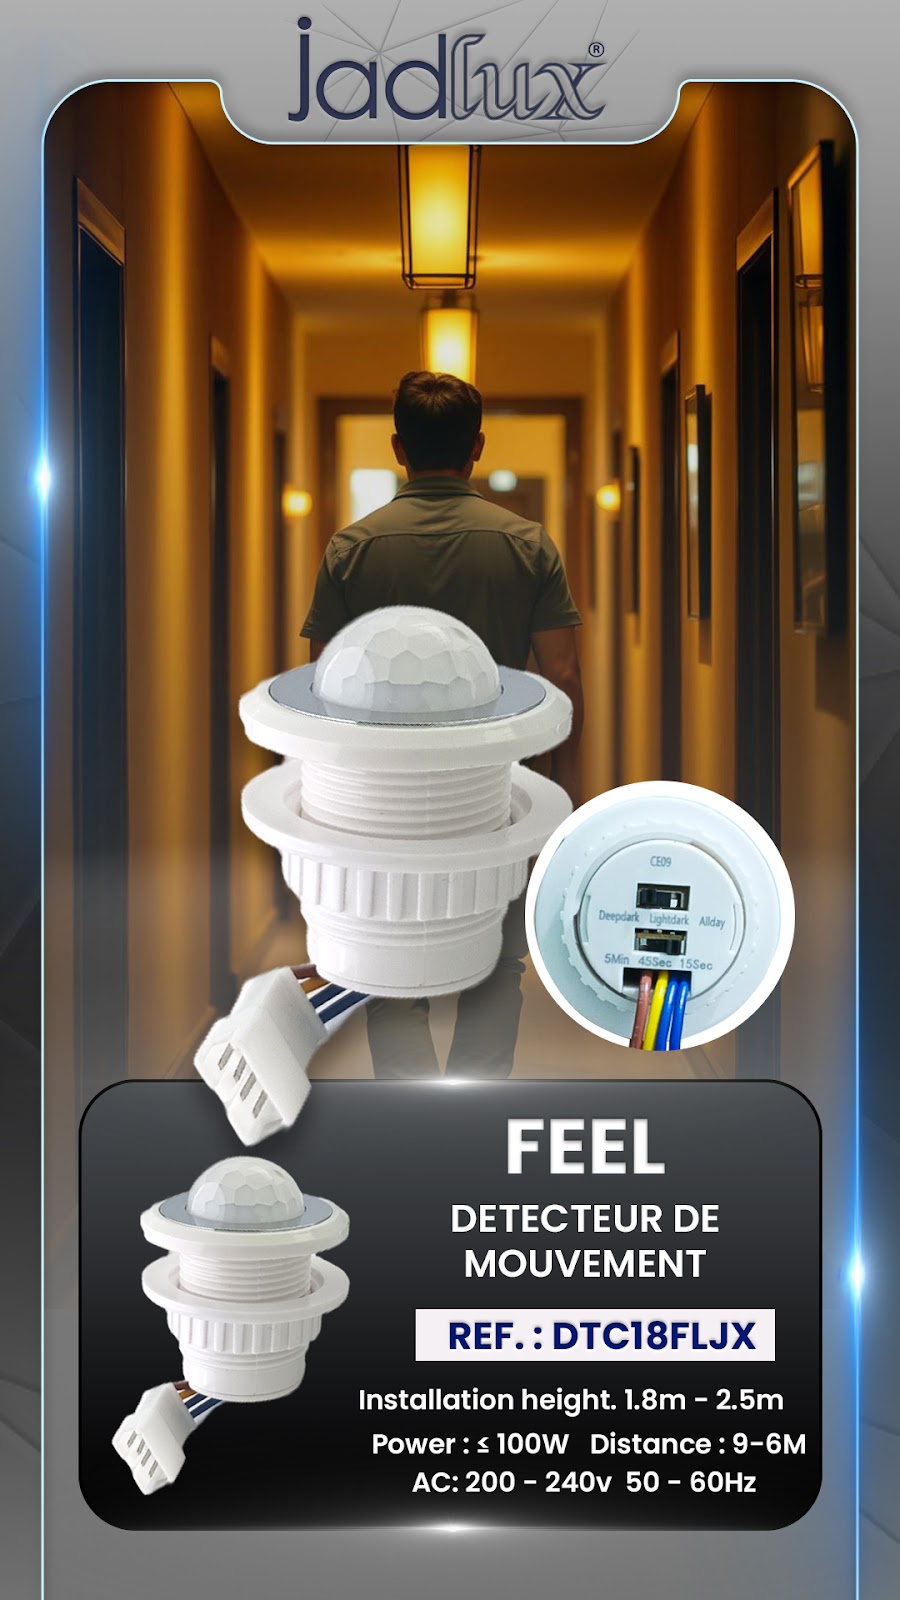 jadlux®
CE09
Deepdark Lightdark Allday
5Min 45Sec 15Sec
FEEL
DETECTEUR DE
MOUVEMENT
REF. : DTC18FLJX
Installation height. 1.8m - 2.5m
Power : ≤ 100W Distance : 9-6M
AC: 200 - 240v 50 - 60Hz